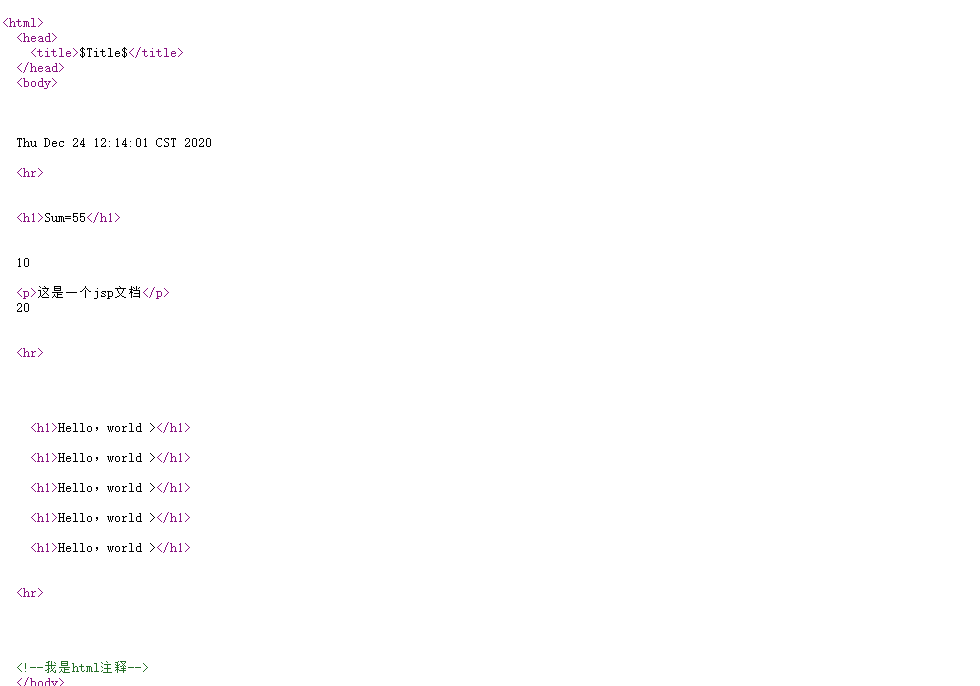 <html>
<head>
<title>$Title$</title>
</head>
<body>
Thu Dec 24 12:14:01 CST 2020
<hr>
<h1>Sum=55</h1>
10
<p>这是一个jsp文档</p>
20
<hr>
<h1>Hello，world ></h1>
<h1>Hello，world ></h1>
<h1>Hello，world ></h1>
<h1>Hello，world ></h1>
<h1>Hello，world ></h1>
<hr>
<!--我是html注释-->
</body>